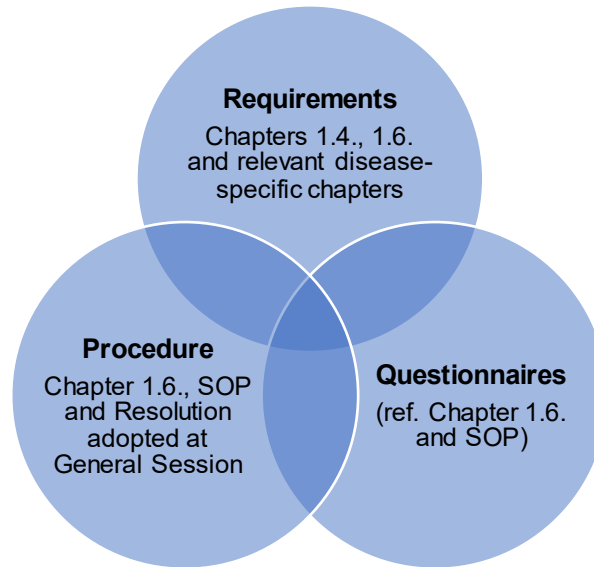 Requirements
Chapters 1.4., 1.6.
and relevant disease-
specific chapters
Procedure
Chapter 1.6., SOP
and Resolution
adopted at
General Session
Questionnaires
(ref. Chapter 1.6.
and SOP)